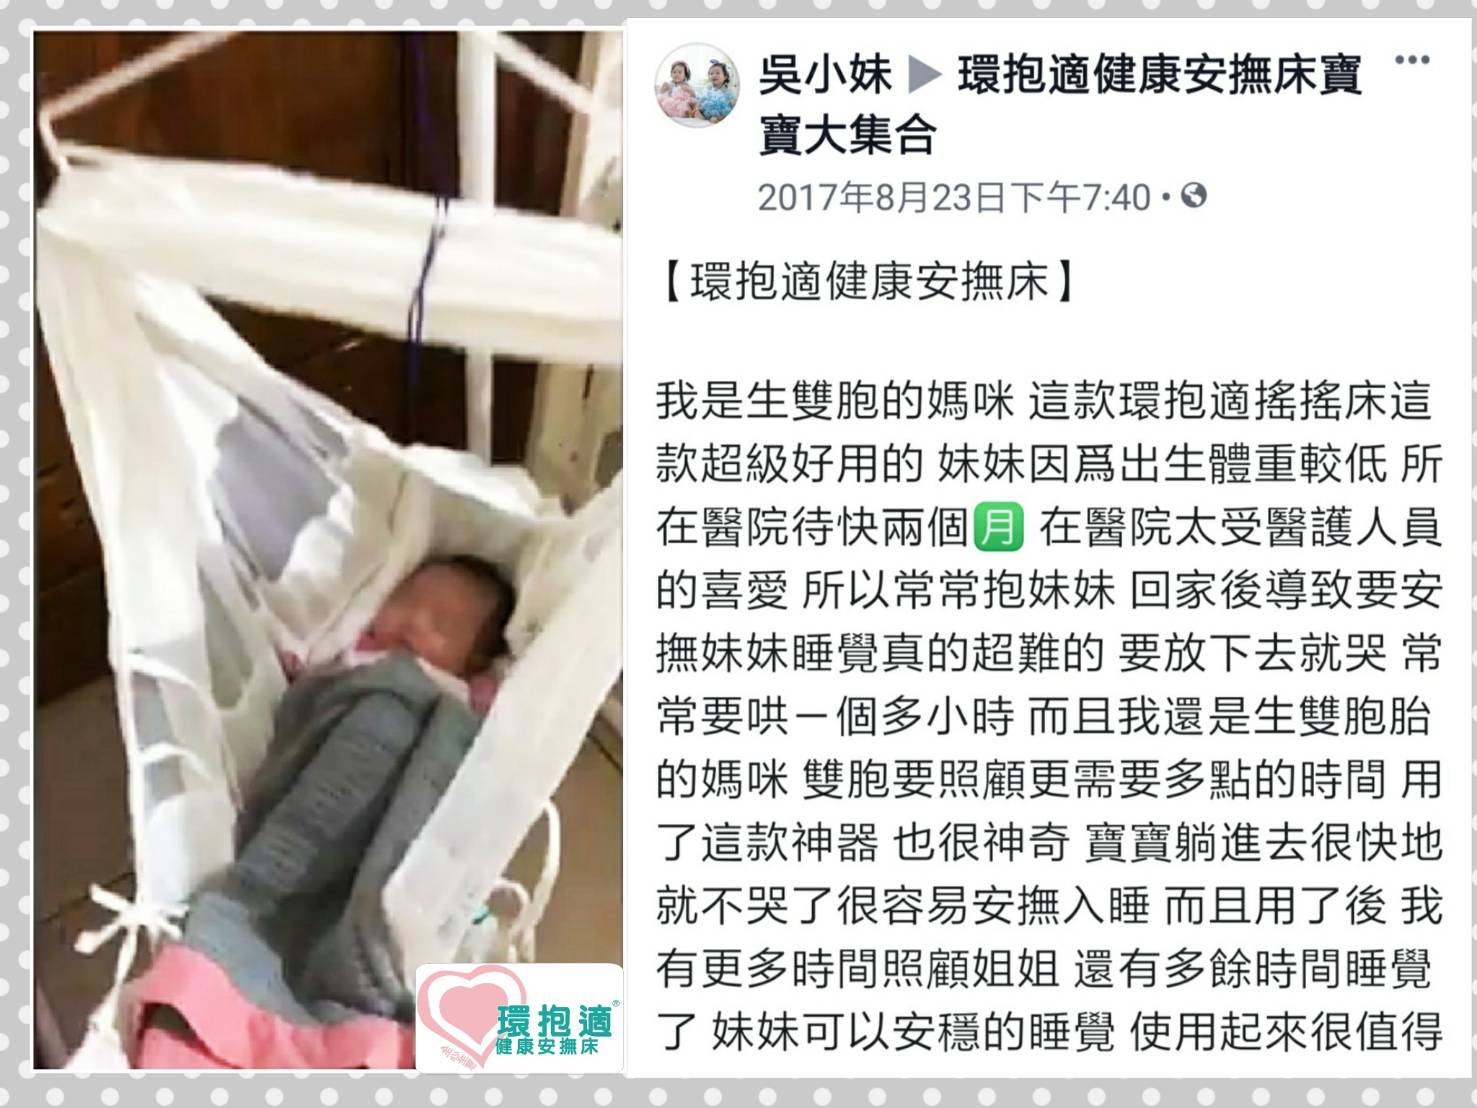 吳小妹 ▶ 環抱適健康安撫床寶
寶大集合
2017年8月23日下午7:40 •
【環抱適健康安撫床】
我是生雙胞的媽咪 這款環抱適搖搖床這
款超級好用的 妹妹因爲出生體重較低 所
在醫院待快兩個🈷️ 在醫院太受醫護人員
的喜愛 所以常常抱妹妹 回家後導致要安
撫妹妹睡覺真的超難的 要放下去就哭 常
常要哄一個多小時 而且我還是生雙胞胎
的媽咪 雙胞要照顧更需要多點的時間 用
了這款神器 也很神奇 寶寶躺進去很快地
就不哭了很容易安撫入睡 而且用了後 我
有更多時間照顧姐姐 還有多餘時間睡覺
了 妹妹可以安穩的睡覺 使用起來很值得
環抱適®
健康安撫床